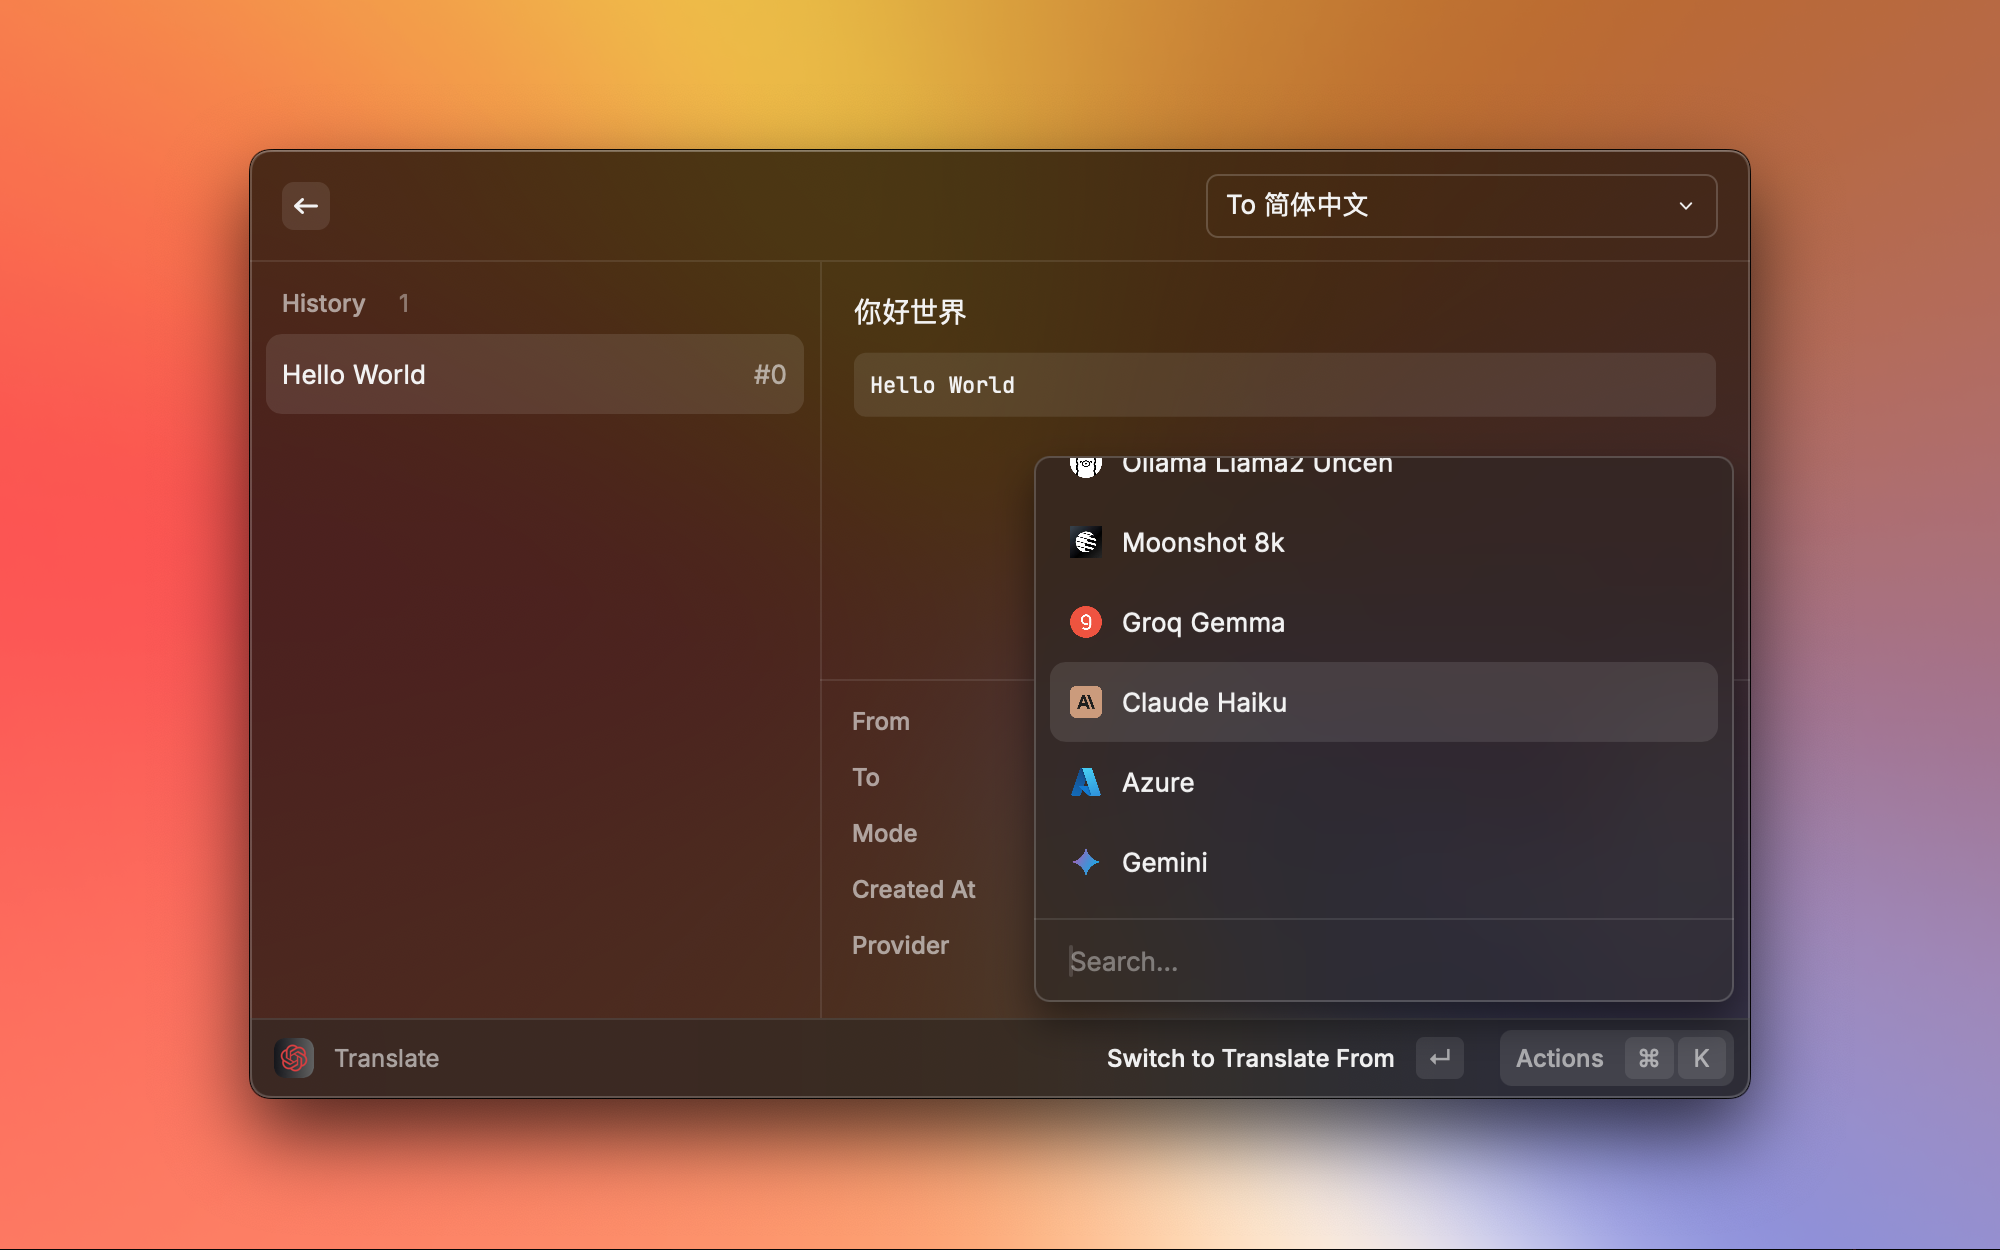 To 简体中文
History 1
Hello World #0
你好世界
Hello World
Ollama Llama2 Uncen
Moonshot 8k
Groq Gemma
Claude Haiku
Azure
Gemini
Search...
From
To
Mode
Created At
Provider
Translate
Switch to Translate From ↵
Actions ⌘ K